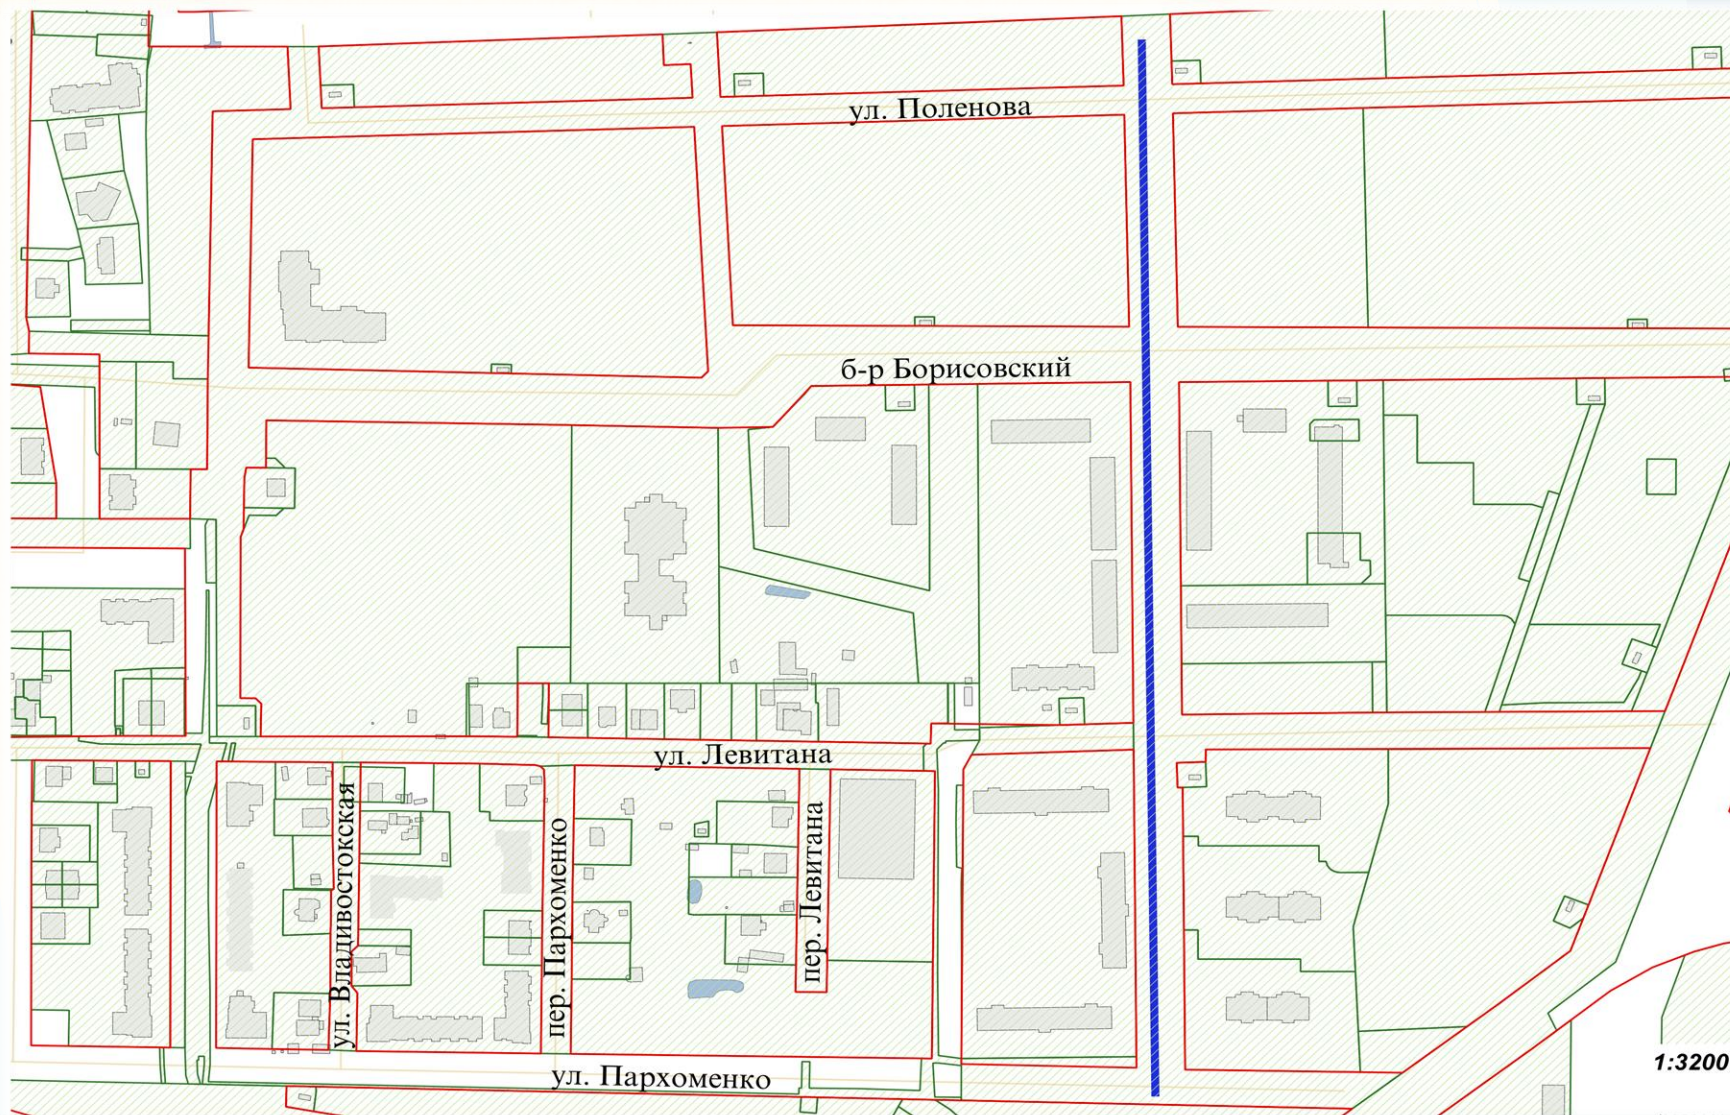 ул. Поленова
б-р Борисовский
ул. Левитана
ул. Владивостокская
пер. Пархоменко
пер. Левитана
ул. Пархоменко
1:3200